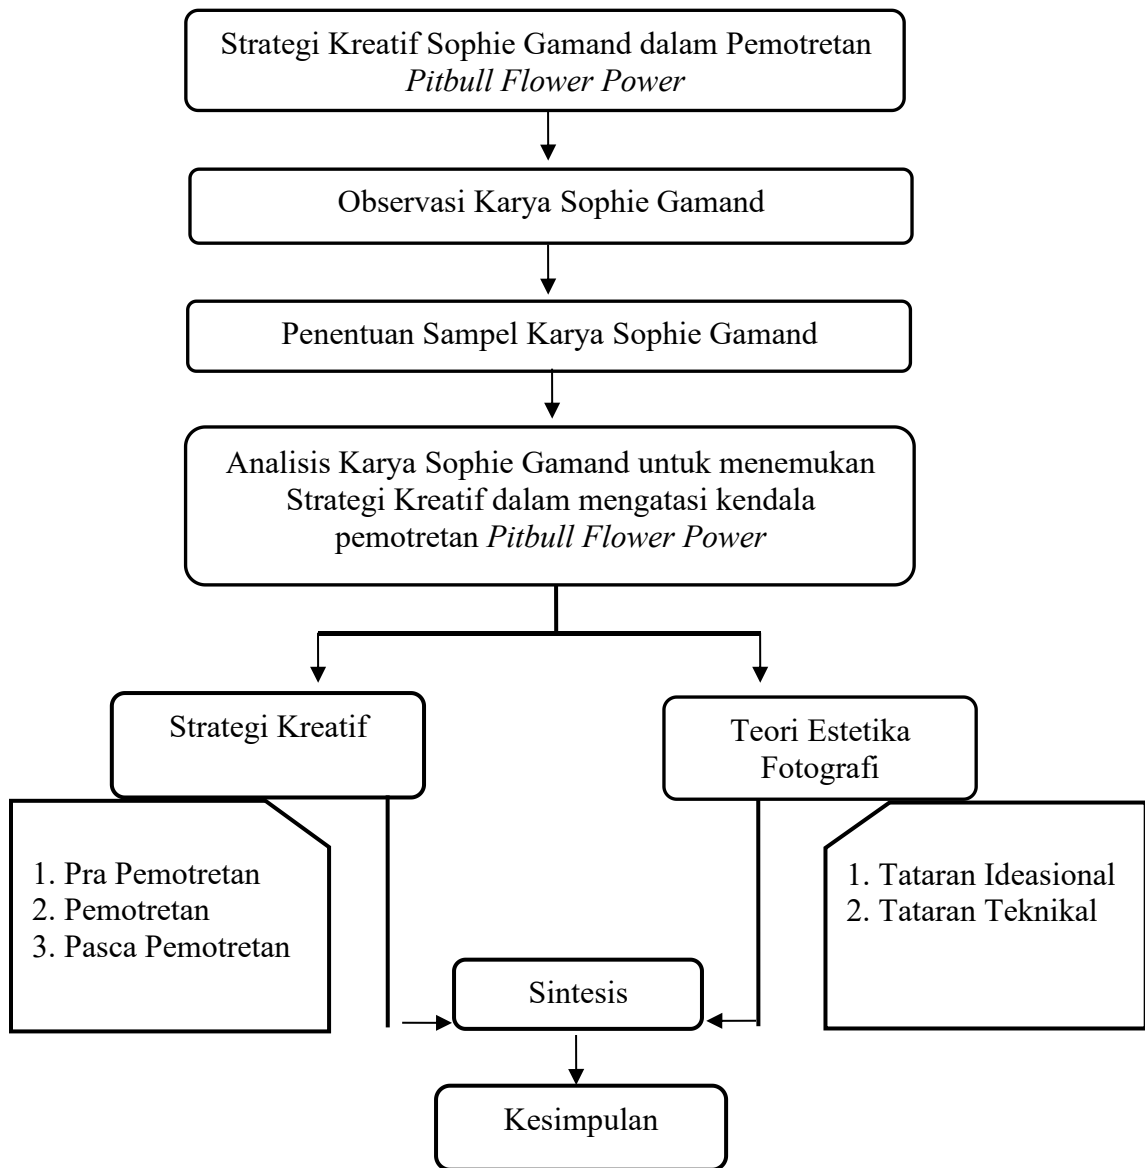 Strategi Kreatif Sophie Gamand dalam Pemotretan
Pitbull Flower Power
Observasi Karya Sophie Gamand
Penentuan Sampel Karya Sophie Gamand
Analisis Karya Sophie Gamand untuk menemukan
Strategi Kreatif dalam mengatasi kendala
pemotretan Pitbull Flower Power
Strategi Kreatif
Teori Estetika
Fotografi
1. Pra Pemotretan
2. Pemotretan
3. Pasca Pemotretan
1. Tataran Ideasional
2. Tataran Teknikal
Sintesis
Kesimpulan